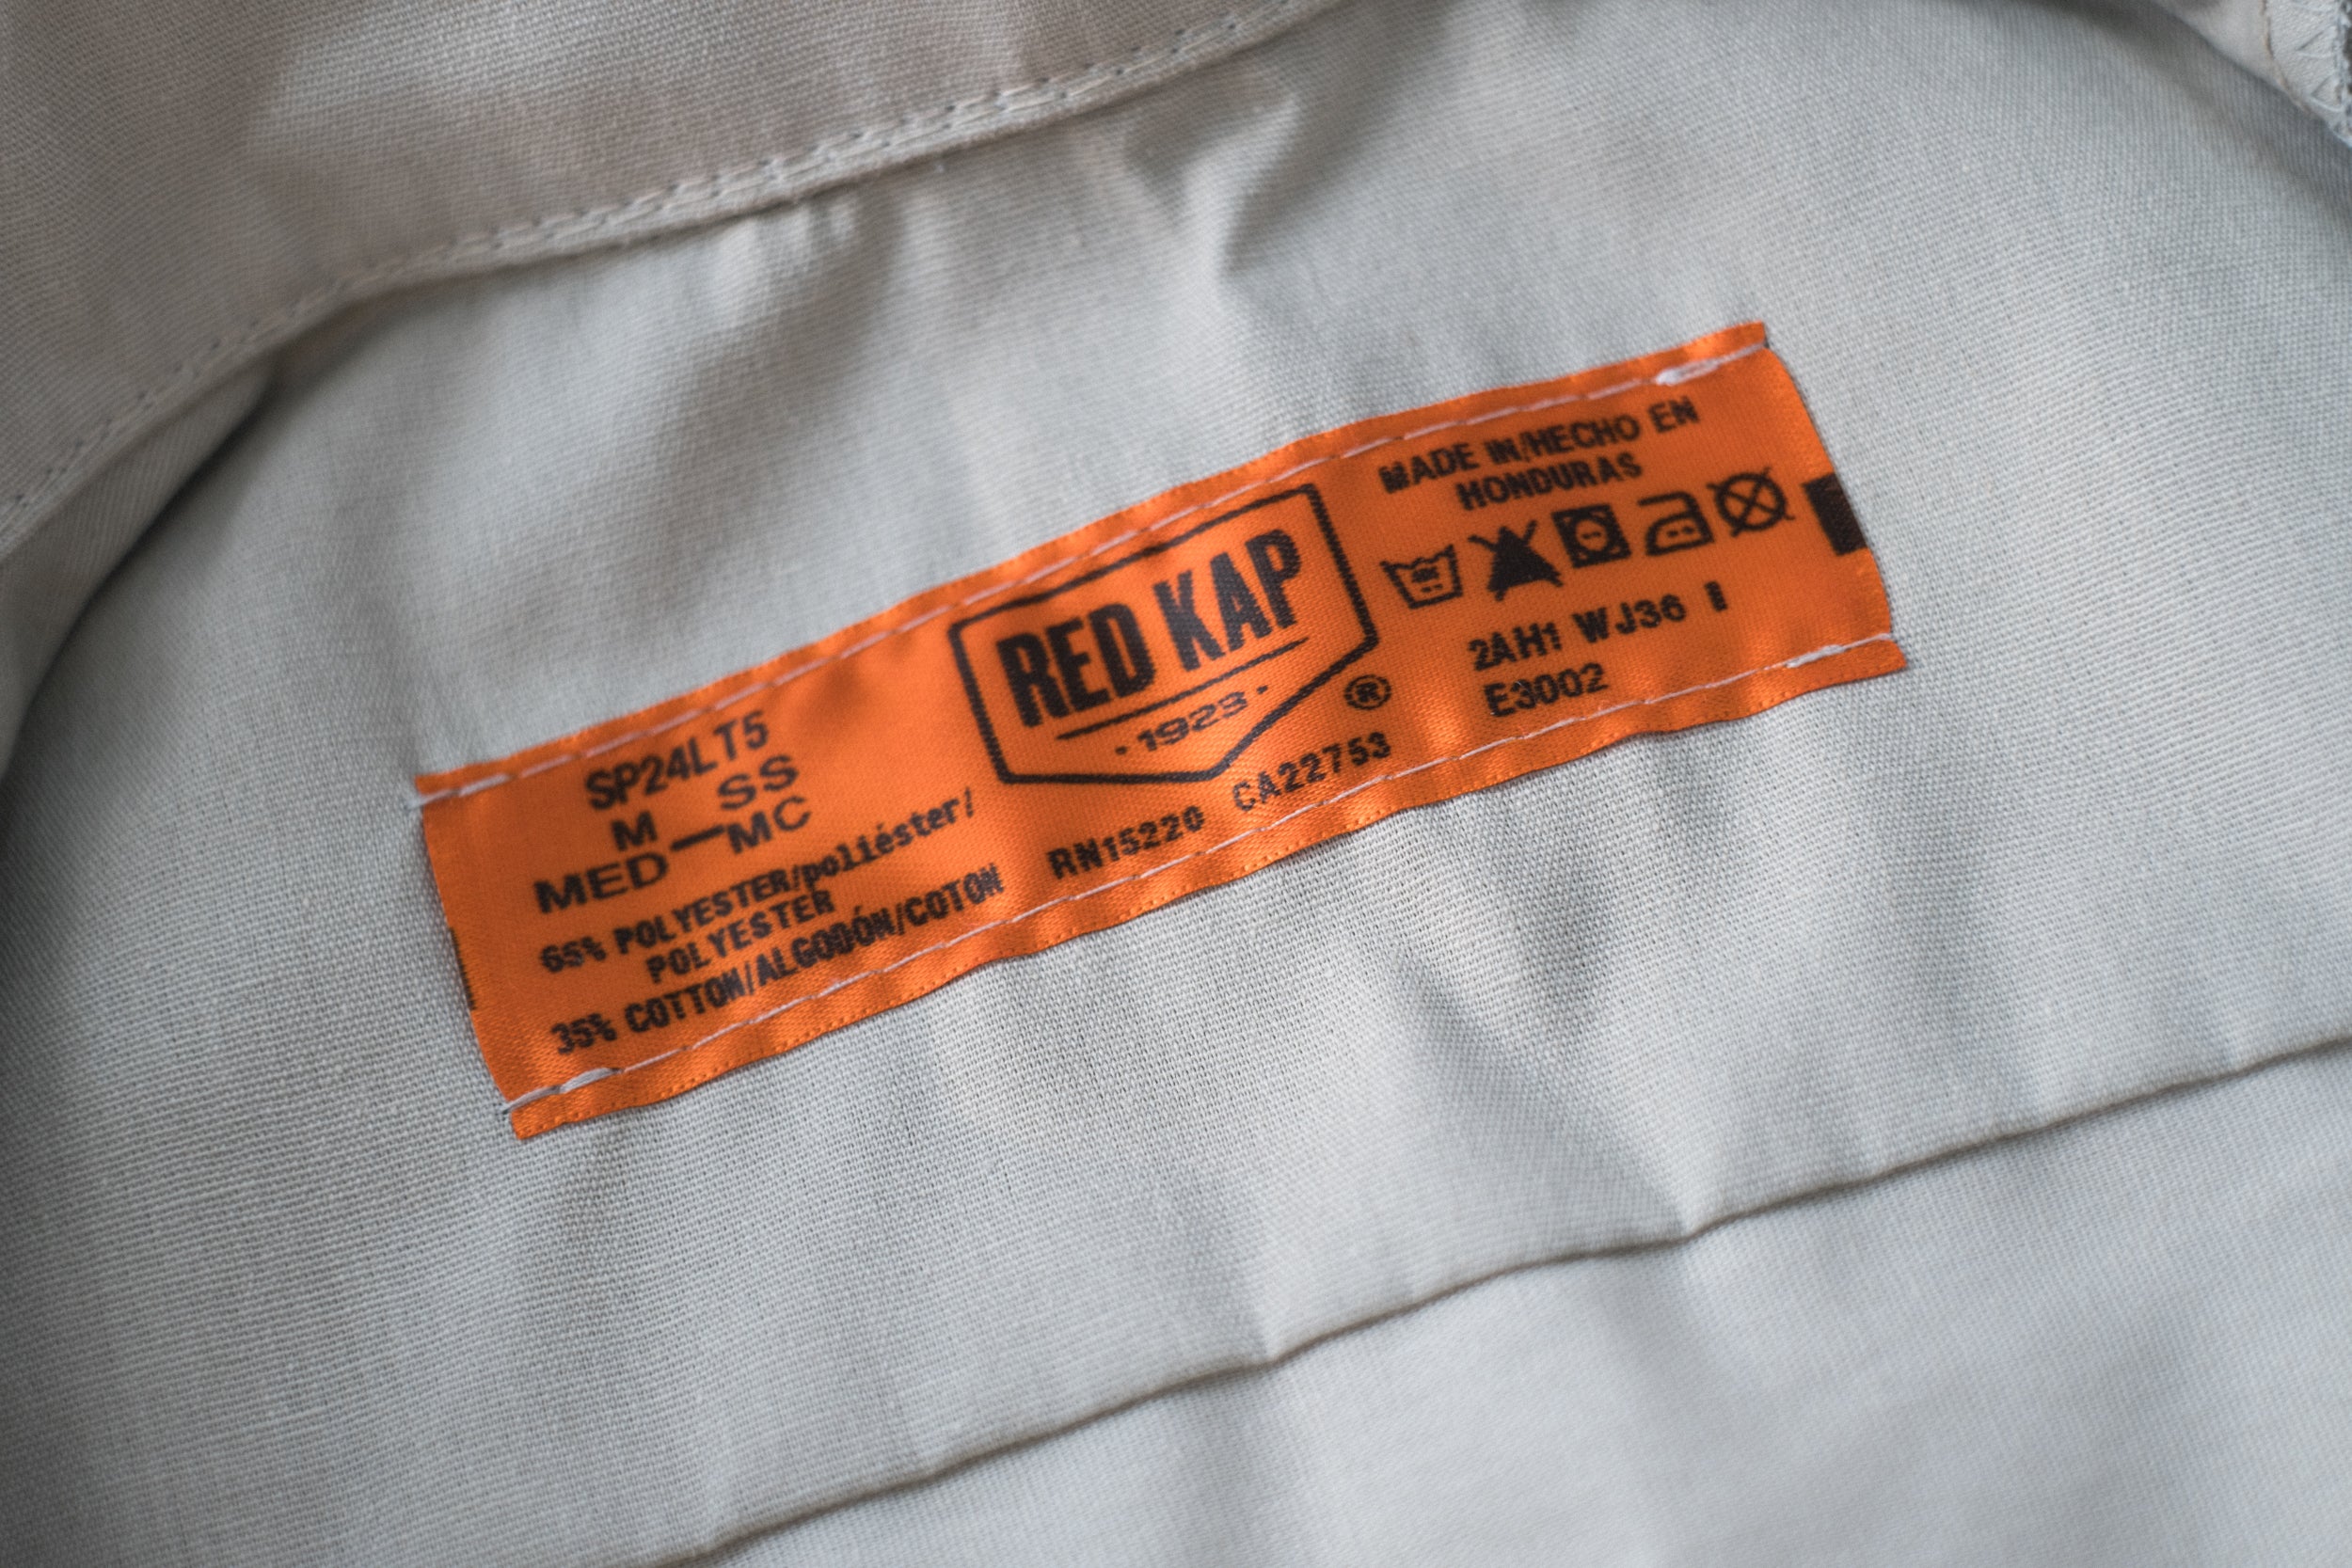 SP24LT5
M SS
MED—MC
65% POLYESTER/poliéster/
POLYESTER
35% COTTON/ALGODÓN/COTON
RED KAP
·1923·
®
RN15220 CA22753
MADE IN/HECHO EN
HONDURAS
2AH1 WJ36
E3002